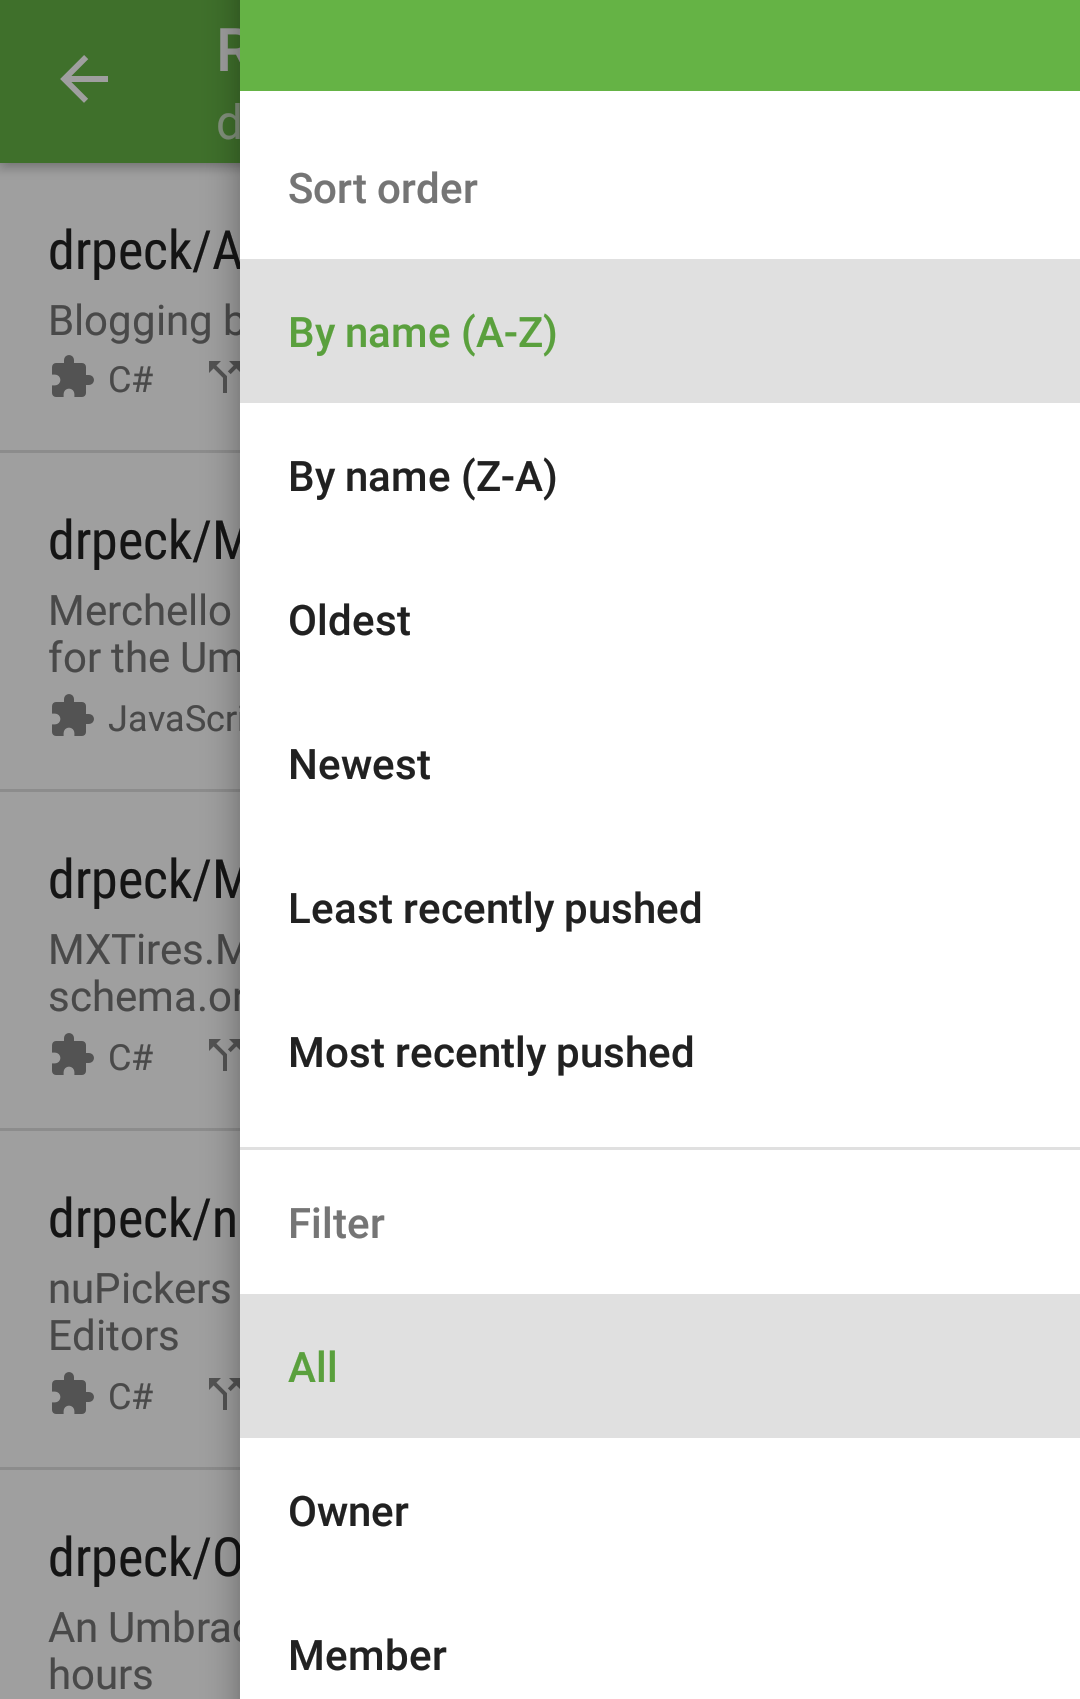 drpeck/
Blogging
C#
drpeck/
Merchello
for the
JavaScri
drpeck/
MXTires.
schema.or
C#
drpeck/n
nuPickers
Editors
C#
drpeck/
An Umbrac
hours
Sort order
By name (A-Z)
By name (Z-A)
Oldest
Newest
Least recently pushed
Most recently pushed
Filter
All
Owner
Member